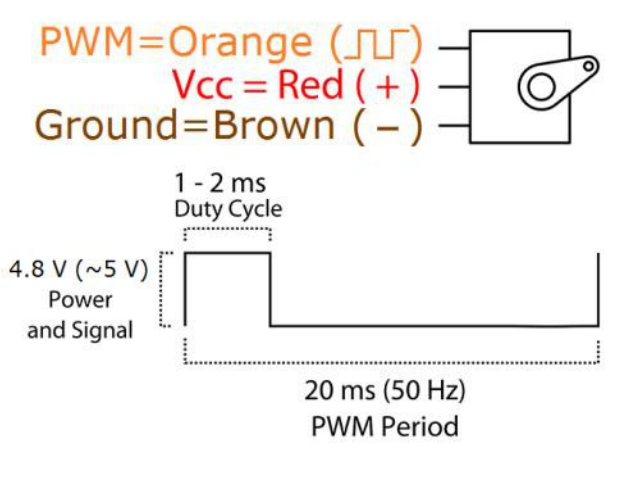 PWM=Orange (⎍⎍)
Vcc = Red ( + )
Ground=Brown ( − )
1 - 2 ms
Duty Cycle
4.8 V (~5 V)
Power
and Signal
20 ms (50 Hz)
PWM Period